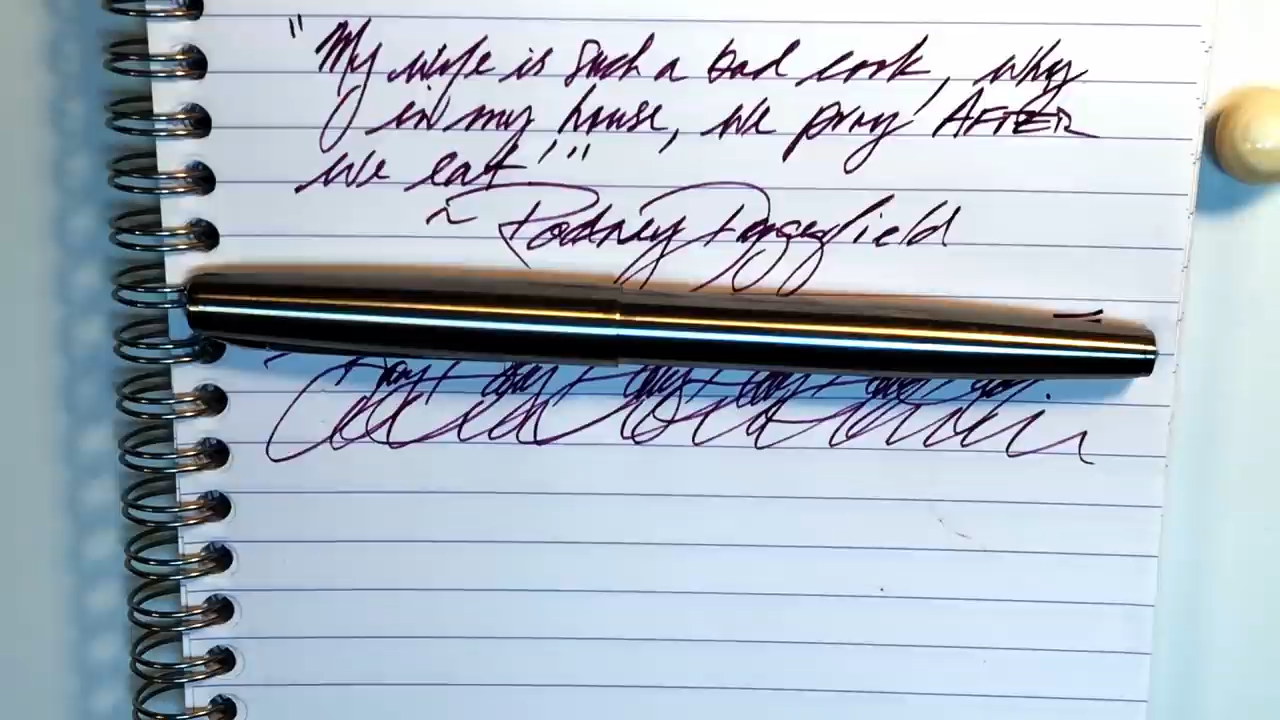 "My wife is such a bad cook, why
in my house, we pray AFTER
we eat!"
~ Rodney Dangerfield